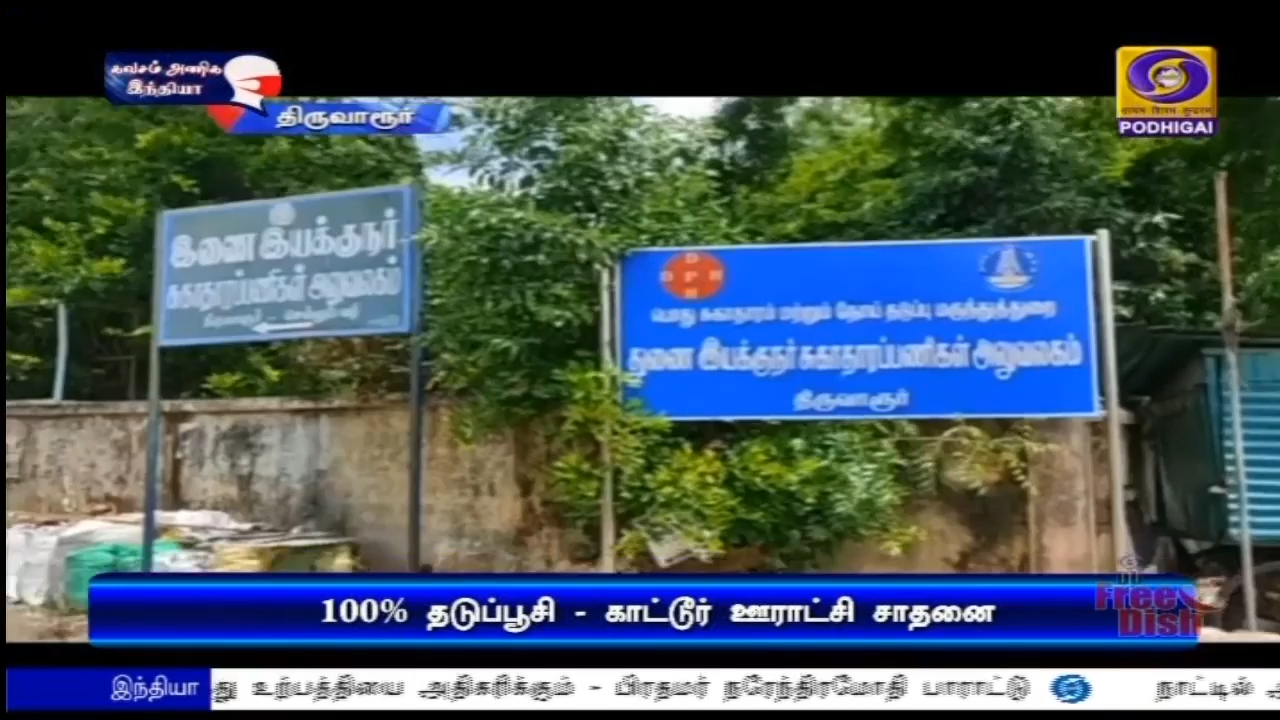 கவசம் அணிக
இந்தியா
திருவாரூர்
PODHIGAI
இணை இயக்குநர்
சுகாதாரப்பணிகள் அலுவலகம்
D
D P H
M
பொது சுகாதாரம் மற்றும் நோய் தடுப்பு மருந்துத்துறை
துணை இயக்குநர் சுகாதாரப்பணிகள் அலுவலகம்
திருவாரூர்
100% தடுப்பூசி - காட்டூர் ஊராட்சி சாதனை
Free
Dish
இந்தியா
து உற்பத்தியை அதிகரிக்கும் - பிரதமர் நரேந்திரமோதி பாராட்டு நாட்டில்